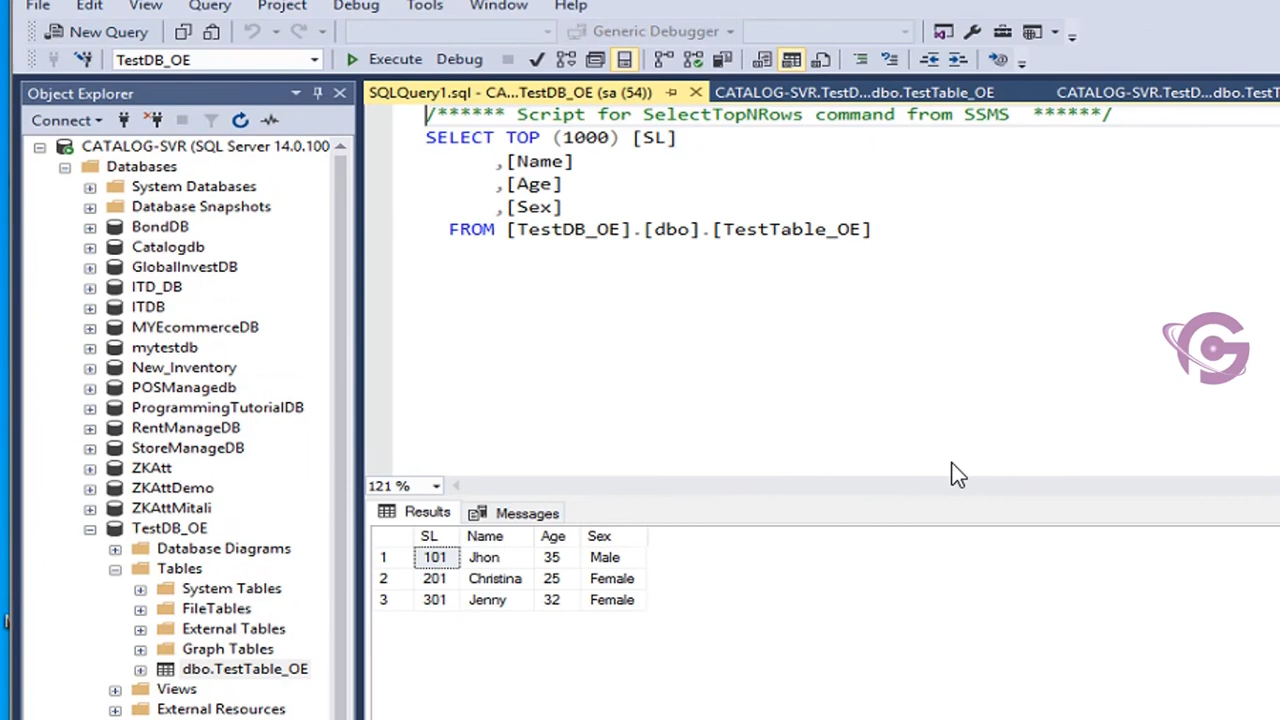 File Edit View Query Project Debug Tools Window Help
New Query Generic Debugger
TestDB_OE Execute Debug
Object Explorer
SQLQuery1.sql - CA...TestDB_OE (sa (54)) CATALOG-SVR.TestD...dbo.TestTable_OE CATALOG-SVR.TestD...dbo.TestT
Connect
CATALOG-SVR (SQL Server 14.0.100
Databases
System Databases
Database Snapshots
BondDB
Catalogdb
GlobalInvestDB
ITD_DB
ITDB
MYEcommerceDB
mytestdb
New_Inventory
POSManagedb
ProgrammingTutorialDB
RentManageDB
StoreManageDB
ZKAtt
ZKAttDemo
ZKAttMitali
TestDB_OE
Database Diagrams
Tables
System Tables
FileTables
External Tables
Graph Tables
dbo.TestTable_OE
Views
External Resources
/****** Script for SelectTopNRows command from SSMS ******/
SELECT TOP (1000) [SL]
,[Name]
,[Age]
,[Sex]
FROM [TestDB_OE].[dbo].[TestTable_OE]
121 %
Results Messages
SL Name Age Sex
1 101 Jhon 35 Male
2 201 Christina 25 Female
3 301 Jenny 32 Female